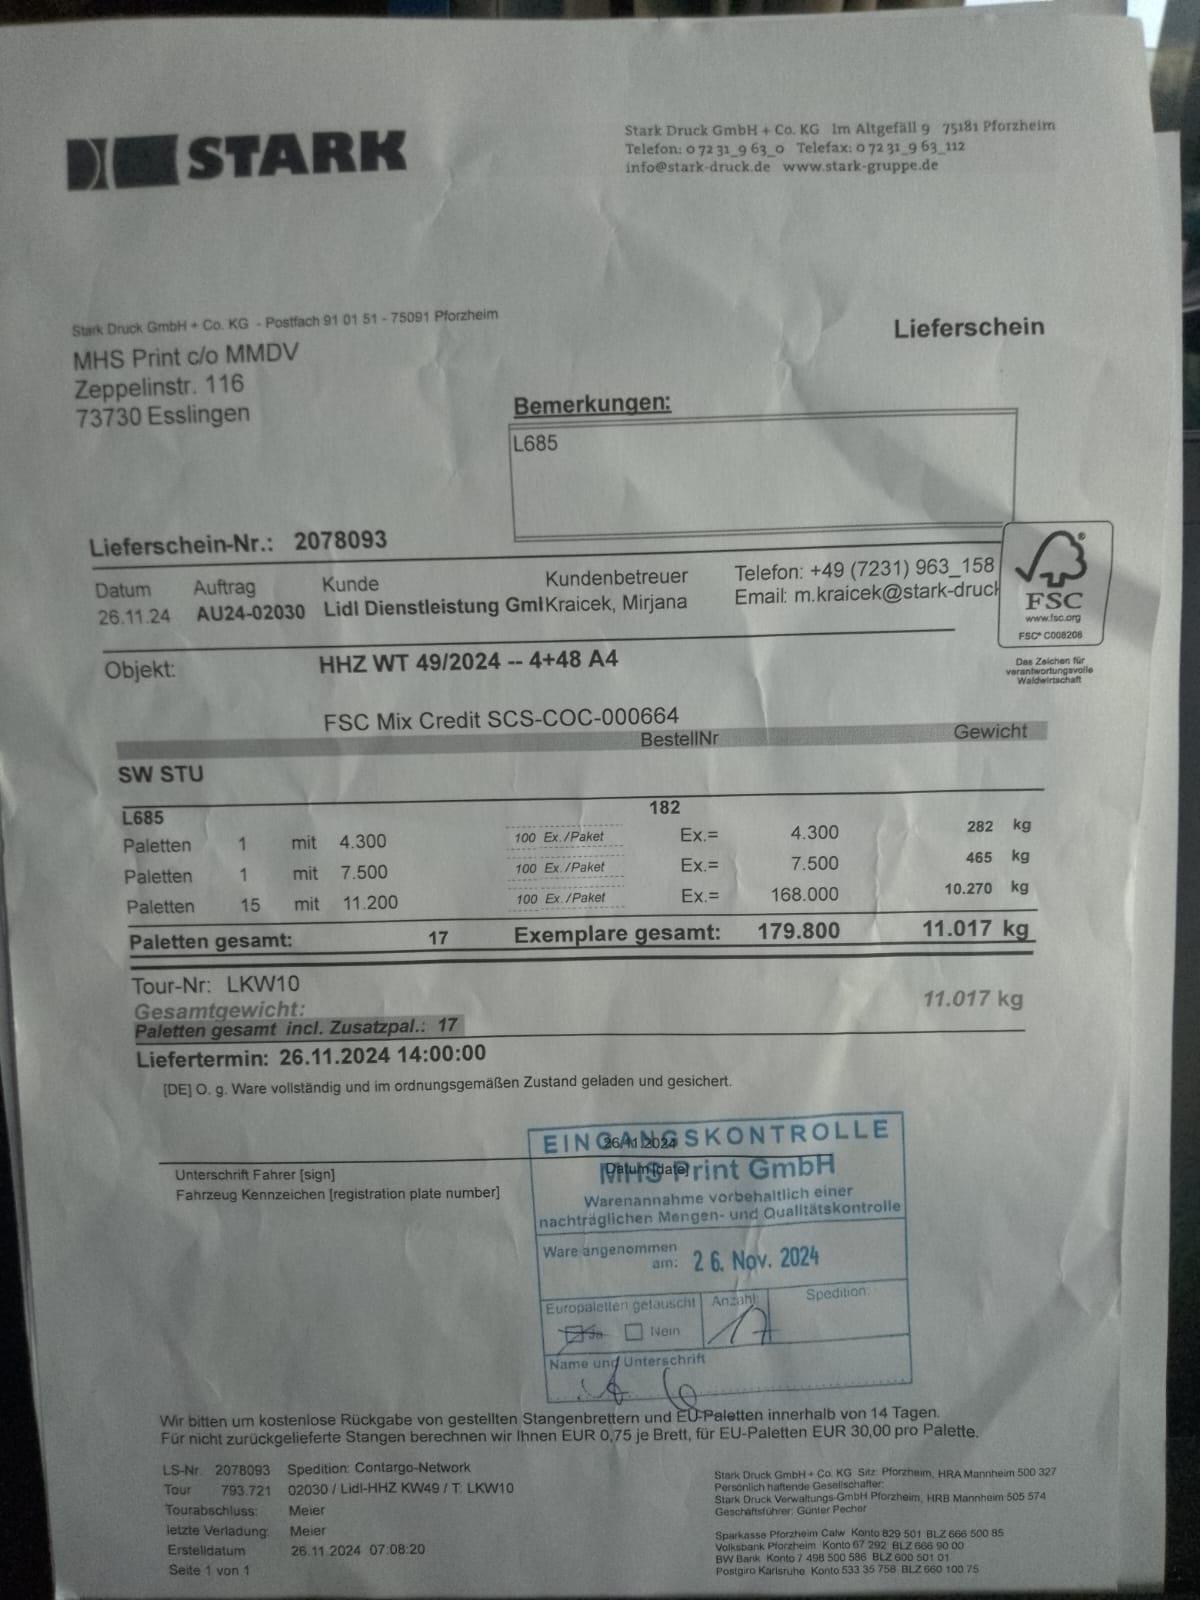 STARK
Stark Druck GmbH + Co. KG Im Altgefäll 9 75181 Pforzheim
Telefon: 0 72 31_9 63_0 Telefax: 0 72 31_9 63_112
info@stark-druck.de www.stark-gruppe.de
Stark Druck GmbH + Co. KG - Postfach 91 01 51 - 75091 Pforzheim
MHS Print c/o MMDV
Zeppelinstr. 116
73730 Esslingen
Lieferschein
Bemerkungen:
L685
Lieferschein-Nr.: 2078093
Datum Auftrag Kunde Kundenbetreuer Telefon: +49 (7231) 963_158
26.11.24 AU24-02030 Lidl Dienstleistung Gml Kraicek, Mirjana Email: m.kraicek@stark-druck
FSC
www.fsc.org
FSC® C008208
Das Zeichen für
verantwortungsvolle
Waldwirtschaft
Objekt: HHZ WT 49/2024 -- 4+48 A4
FSC Mix Credit SCS-COC-000664
BestellNr Gewicht
SW STU
L685 182
Paletten 1 mit 4.300 100 Ex./Paket Ex.= 4.300 282 kg
Paletten 1 mit 7.500 100 Ex./Paket Ex.= 7.500 465 kg
Paletten 15 mit 11.200 100 Ex./Paket Ex.= 168.000 10.270 kg
Paletten gesamt: 17 Exemplare gesamt: 179.800 11.017 kg
Tour-Nr: LKW10
Gesamtgewicht: 11.017 kg
Paletten gesamt incl. Zusatzpal.: 17
Liefertermin: 26.11.2024 14:00:00
[DE] O. g. Ware vollständig und im ordnungsgemäßen Zustand geladen und gesichert.
EINGANGSKONTROLLE
26.11.2024
Unterschrift Fahrer [sign] Datum [date]
MHS Print GmbH
Fahrzeug Kennzeichen [registration plate number]
Warenannahme vorbehaltlich einer
nachträglichen Mengen- und Qualitätskontrolle
Ware angenommen
am: 26. Nov. 2024
Europaletten getauscht Anzahl: Spedition:
Ja Nein 17
Name und Unterschrift
Wir bitten um kostenlose Rückgabe von gestellten Stangenbrettern und EU-Paletten innerhalb von 14 Tagen.
Für nicht zurückgelieferte Stangen berechnen wir Ihnen EUR 0,75 je Brett, für EU-Paletten EUR 30,00 pro Palette.
LS-Nr. 2078093 Spedition: Contargo-Network
Tour 793.721 02030 / Lidl-HHZ KW49 / T. LKW10
Tourabschluss: Meier
letzte Verladung: Meier
Erstelldatum 26.11.2024 07:08:20
Seite 1 von 1
Stark Druck GmbH + Co. KG Sitz: Pforzheim, HRA Mannheim 500 327
Persönlich haftende Gesellschafter:
Stark Druck Verwaltungs-GmbH Pforzheim, HRB Mannheim 505 574
Geschäftsführer: Günter Pecher
Sparkasse Pforzheim Calw Konto 829 501 BLZ 666 500 85
Volksbank Pforzheim Konto 67 292 BLZ 666 90 00
BW Bank Konto 7 498 500 586 BLZ 600 501 01
Postgiro Karlsruhe Konto 533 35 758 BLZ 660 100 75